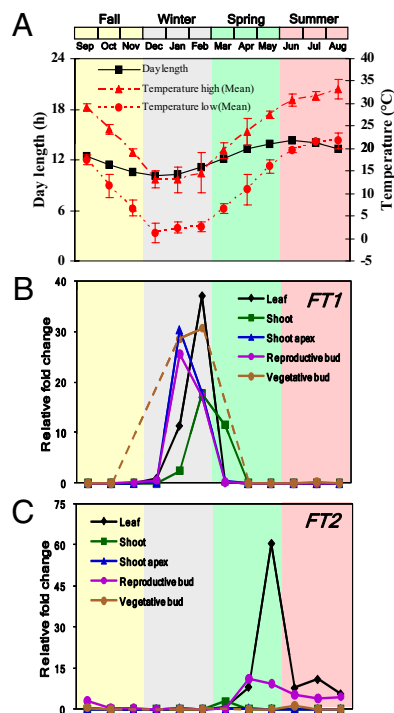 A
Fall Winter Spring Summer
Sep Oct Nov Dec Jan Feb Mar Apr May Jun Jul Aug
24 40
35
18 30
25
12 20
15
6 10
5
0
0 -5
Day length (h)
Temperature (°C)
Daylength
Temperature high (Mean)
Temperature low (Mean)
B
FT1
40
30
20
10
0
Relative fold change
Leaf
Shoot
Shoot apex
Reproductive bud
Vegetative bud
C
FT2
75
60
45
30
15
0
Relative fold change
Leaf
Shoot
Shoot apex
Reproductive bud
Vegetative bud